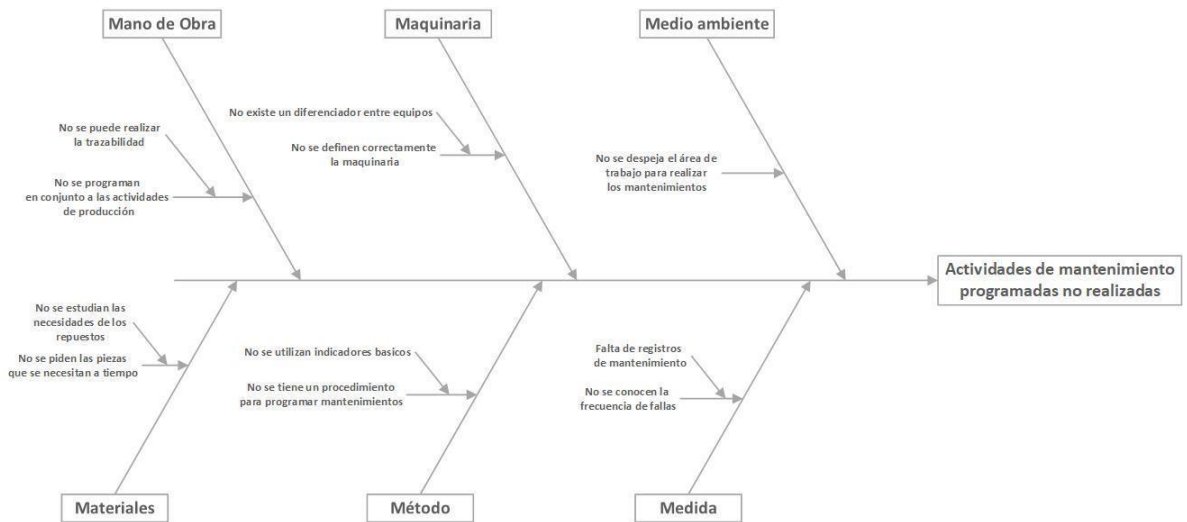 Mano de Obra
Maquinaria
Medio ambiente
No se puede realizar
la trazabilidad
No se programan
en conjunto a las actividades
de producción
No existe un diferenciador entre equipos
No se definen correctamente
la maquinaria
No se despeja el área de
trabajo para realizar
los mantenimientos
Actividades de mantenimiento
programadas no realizadas
No se estudian las
necesidades de los
repuestos
No se piden las piezas
que se necesitan a tiempo
No se utilizan indicadores basicos
No se tiene un procedimiento
para programar mantenimientos
Falta de registros
de mantenimiento
No se conocen la
frecuencia de fallas
Materiales
Método
Medida